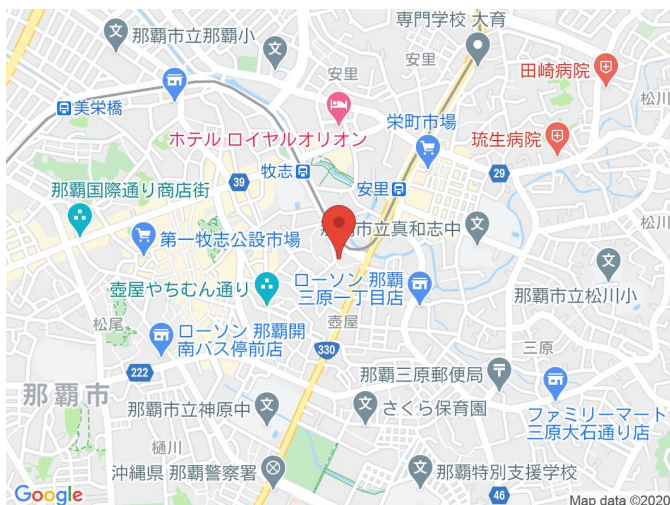 専門学校 大育
那覇市立那覇小
安里
安里
田崎病院
松川
美栄橋
ホテル ロイヤルオリオン
栄町市場
琉生病院
29
牧志
安里
39
那覇国際通り商店街
第一牧志公設市場
那覇市立真和志中
松川
ローソン 那覇
三原一丁目店
那覇市立松川小
壺屋やちむん通り
壺屋
松尾
ローソン 那覇開
南バス停前店
330
三原
222
那覇三原郵便局
那覇市
那覇市立神原中
さくら保育園
ファミリーマート
三原大石通り店
樋川
沖縄県 那覇警察署
那覇特別支援学校
46
Google
Map data ©2020